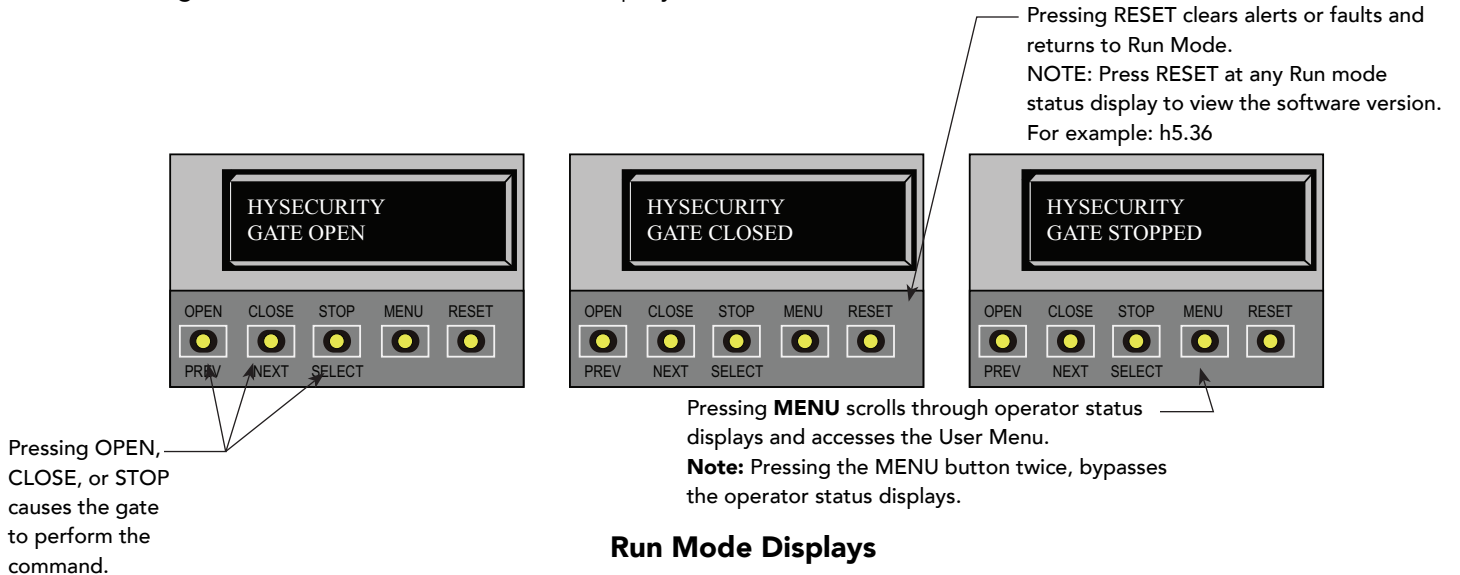 Pressing RESET clears alerts or faults and
returns to Run Mode.
NOTE: Press RESET at any Run mode
status display to view the software version.
For example: h5.36
HYSECURITY
GATE OPEN
OPEN CLOSE STOP MENU RESET
PREV NEXT SELECT
HYSECURITY
GATE CLOSED
OPEN CLOSE STOP MENU RESET
PREV NEXT SELECT
HYSECURITY
GATE STOPPED
OPEN CLOSE STOP MENU RESET
PREV NEXT SELECT
Pressing OPEN,
CLOSE, or STOP
causes the gate
to perform the
command.
Pressing MENU scrolls through operator status
displays and accesses the User Menu.
Note: Pressing the MENU button twice, bypasses
the operator status displays.
Run Mode Displays